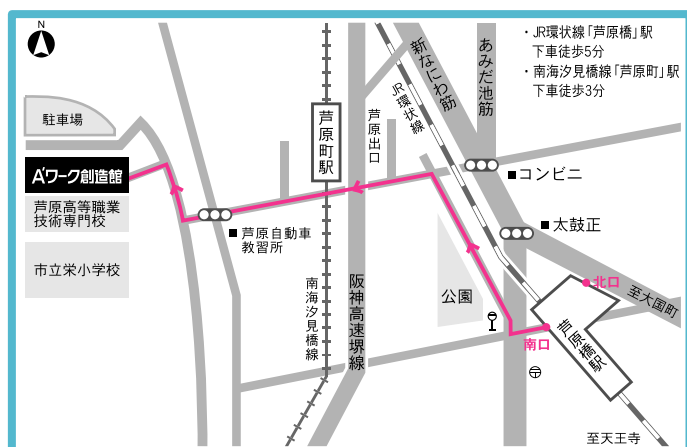 N
・JR環状線「芦原橋」駅
下車徒歩5分
・南海汐見橋線「芦原町」駅
下車徒歩3分
新なにわ筋
あみだ池筋
JR環状線
駐車場
芦原町駅
芦原出口
A'ワーク創造館
コンビニ
芦原高等職業
技術専門校
太鼓正
芦原自動車
教習所
市立栄小学校
南海汐見橋線
阪神高速堺線
公園
北口
至大国町
南口
芦原橋駅
至天王寺